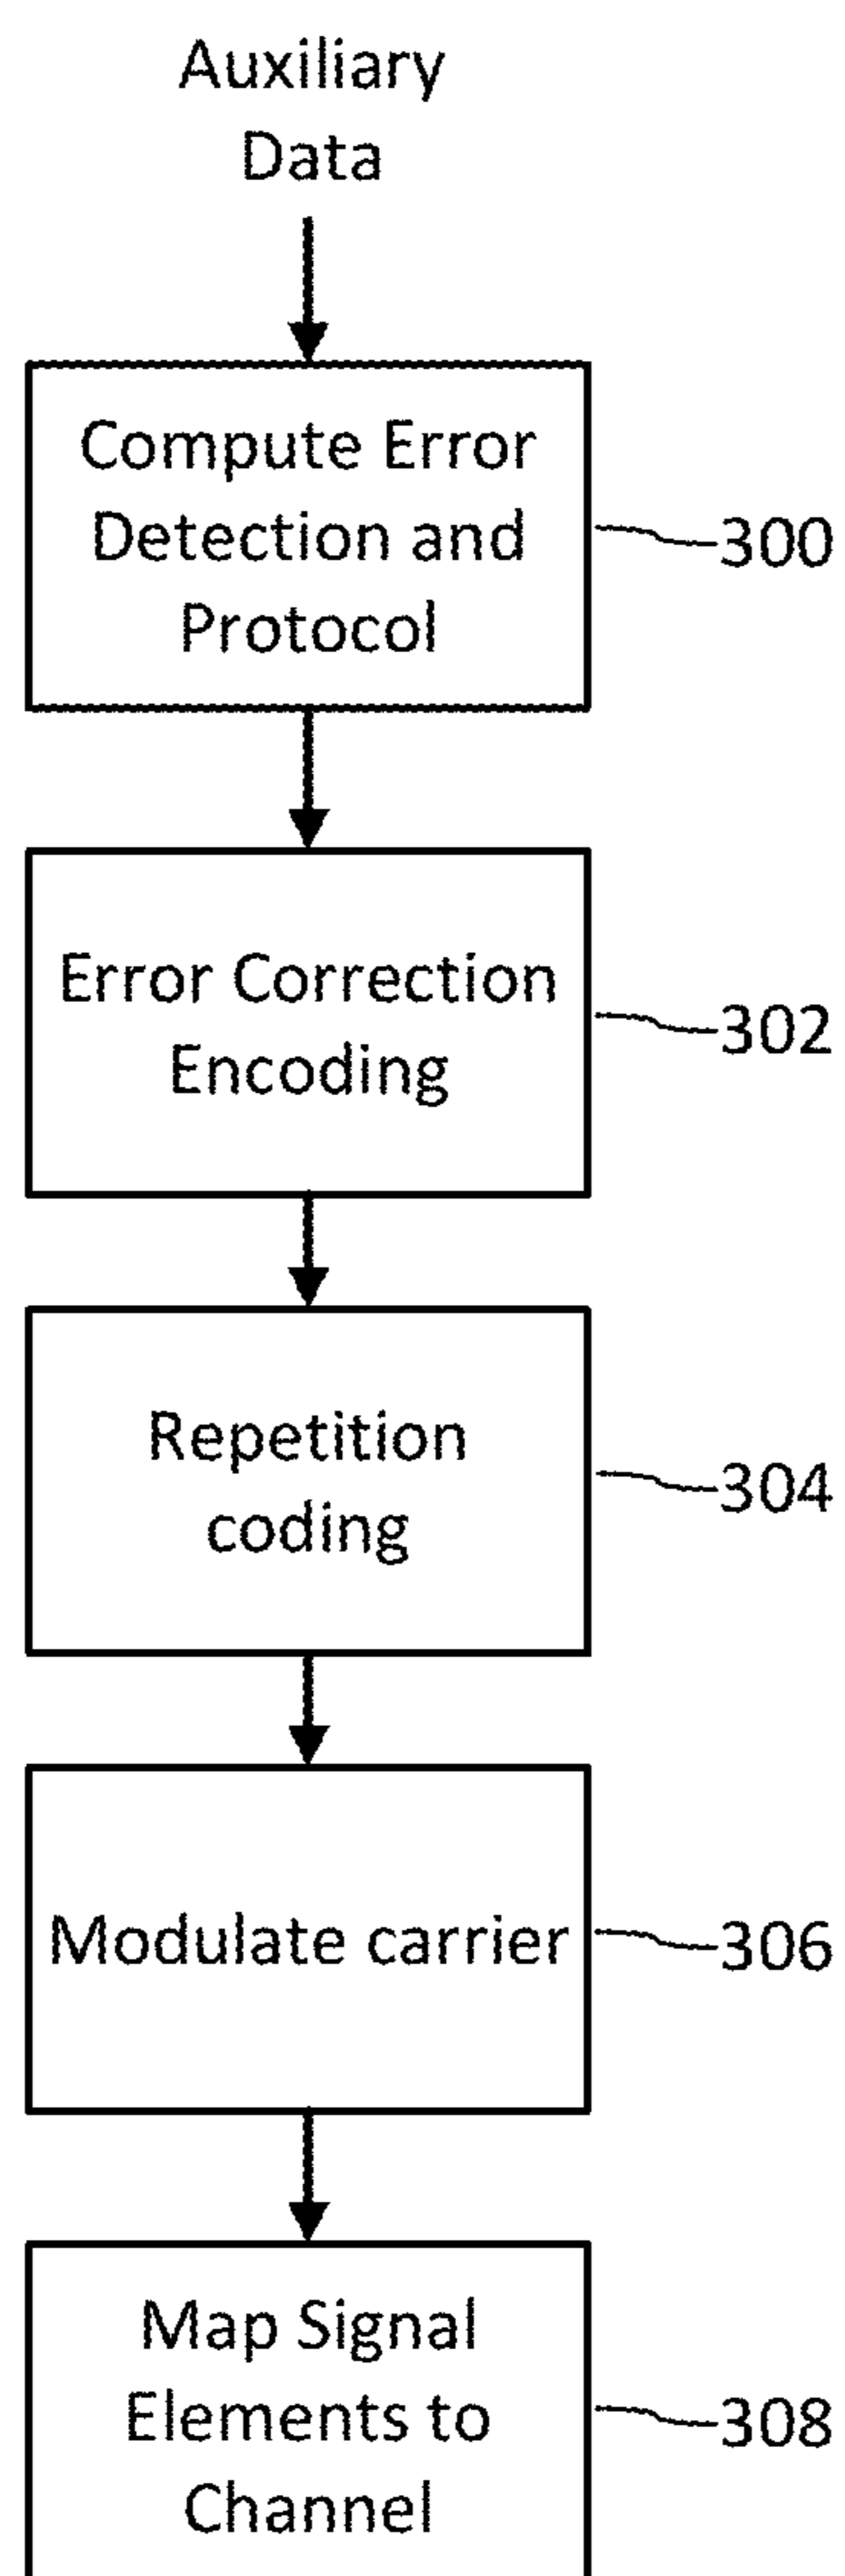 Auxiliary
Data
Compute Error
Detection and
Protocol
300
Error Correction
Encoding
302
Repetition
coding
304
Modulate carrier
306
Map Signal
Elements to
Channel
308